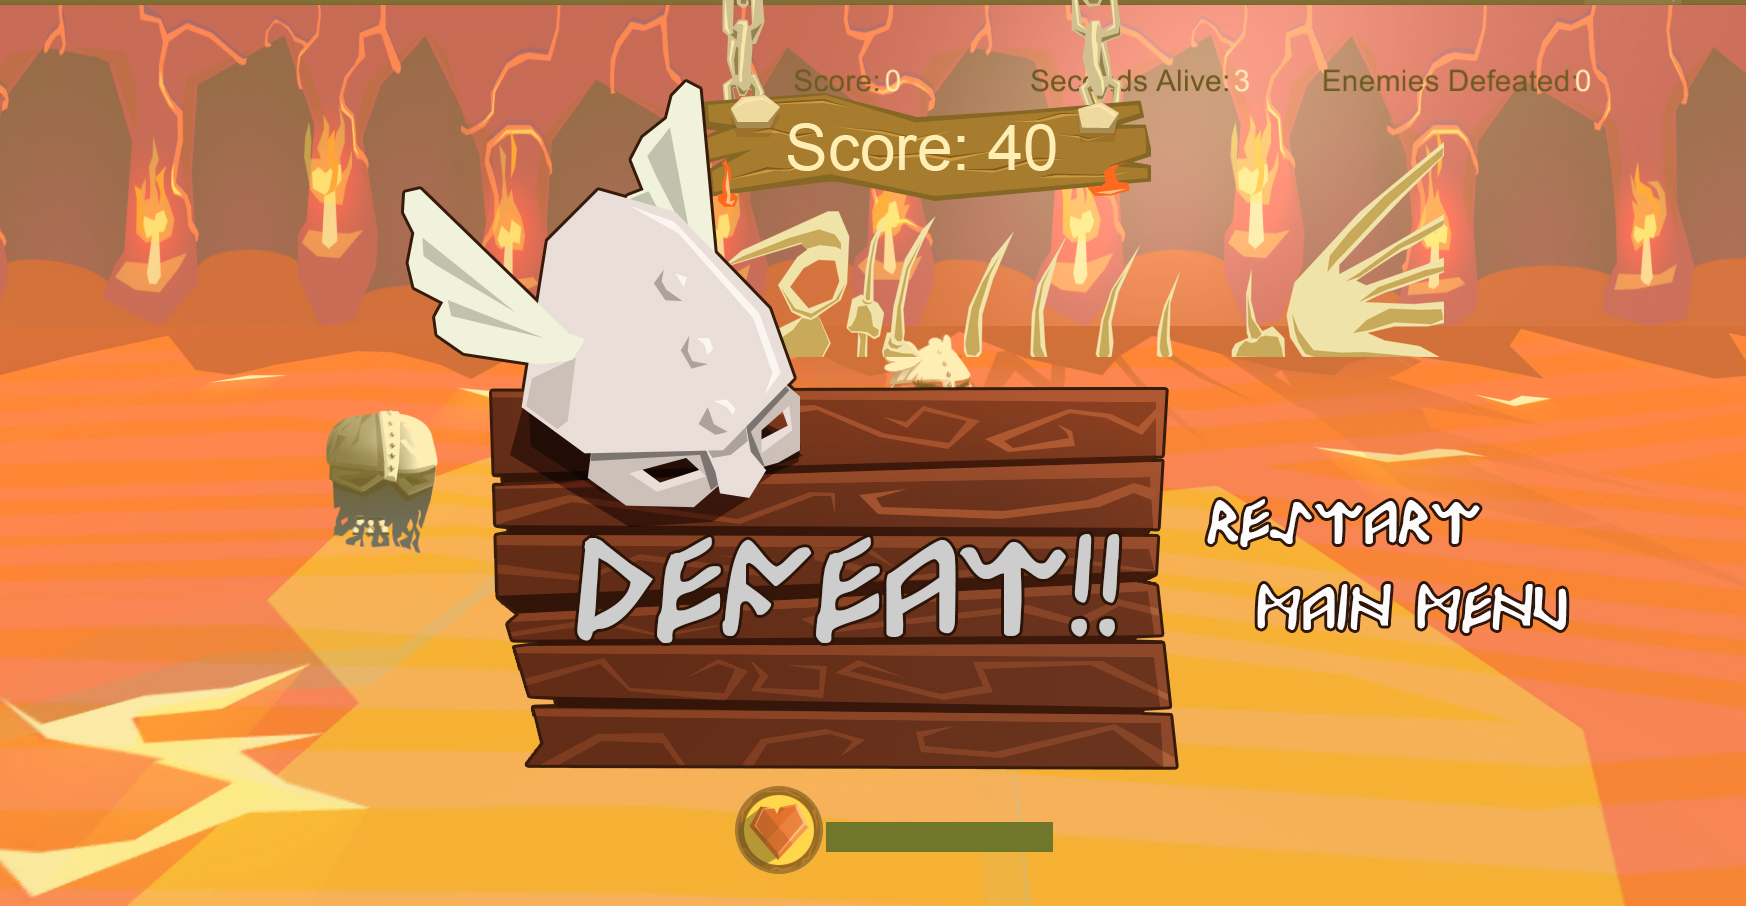 Score: 0 Seconds Alive: 3 Enemies Defeated: 0
Score: 40
DEFEAT!!
RESTART
MAIN MENU